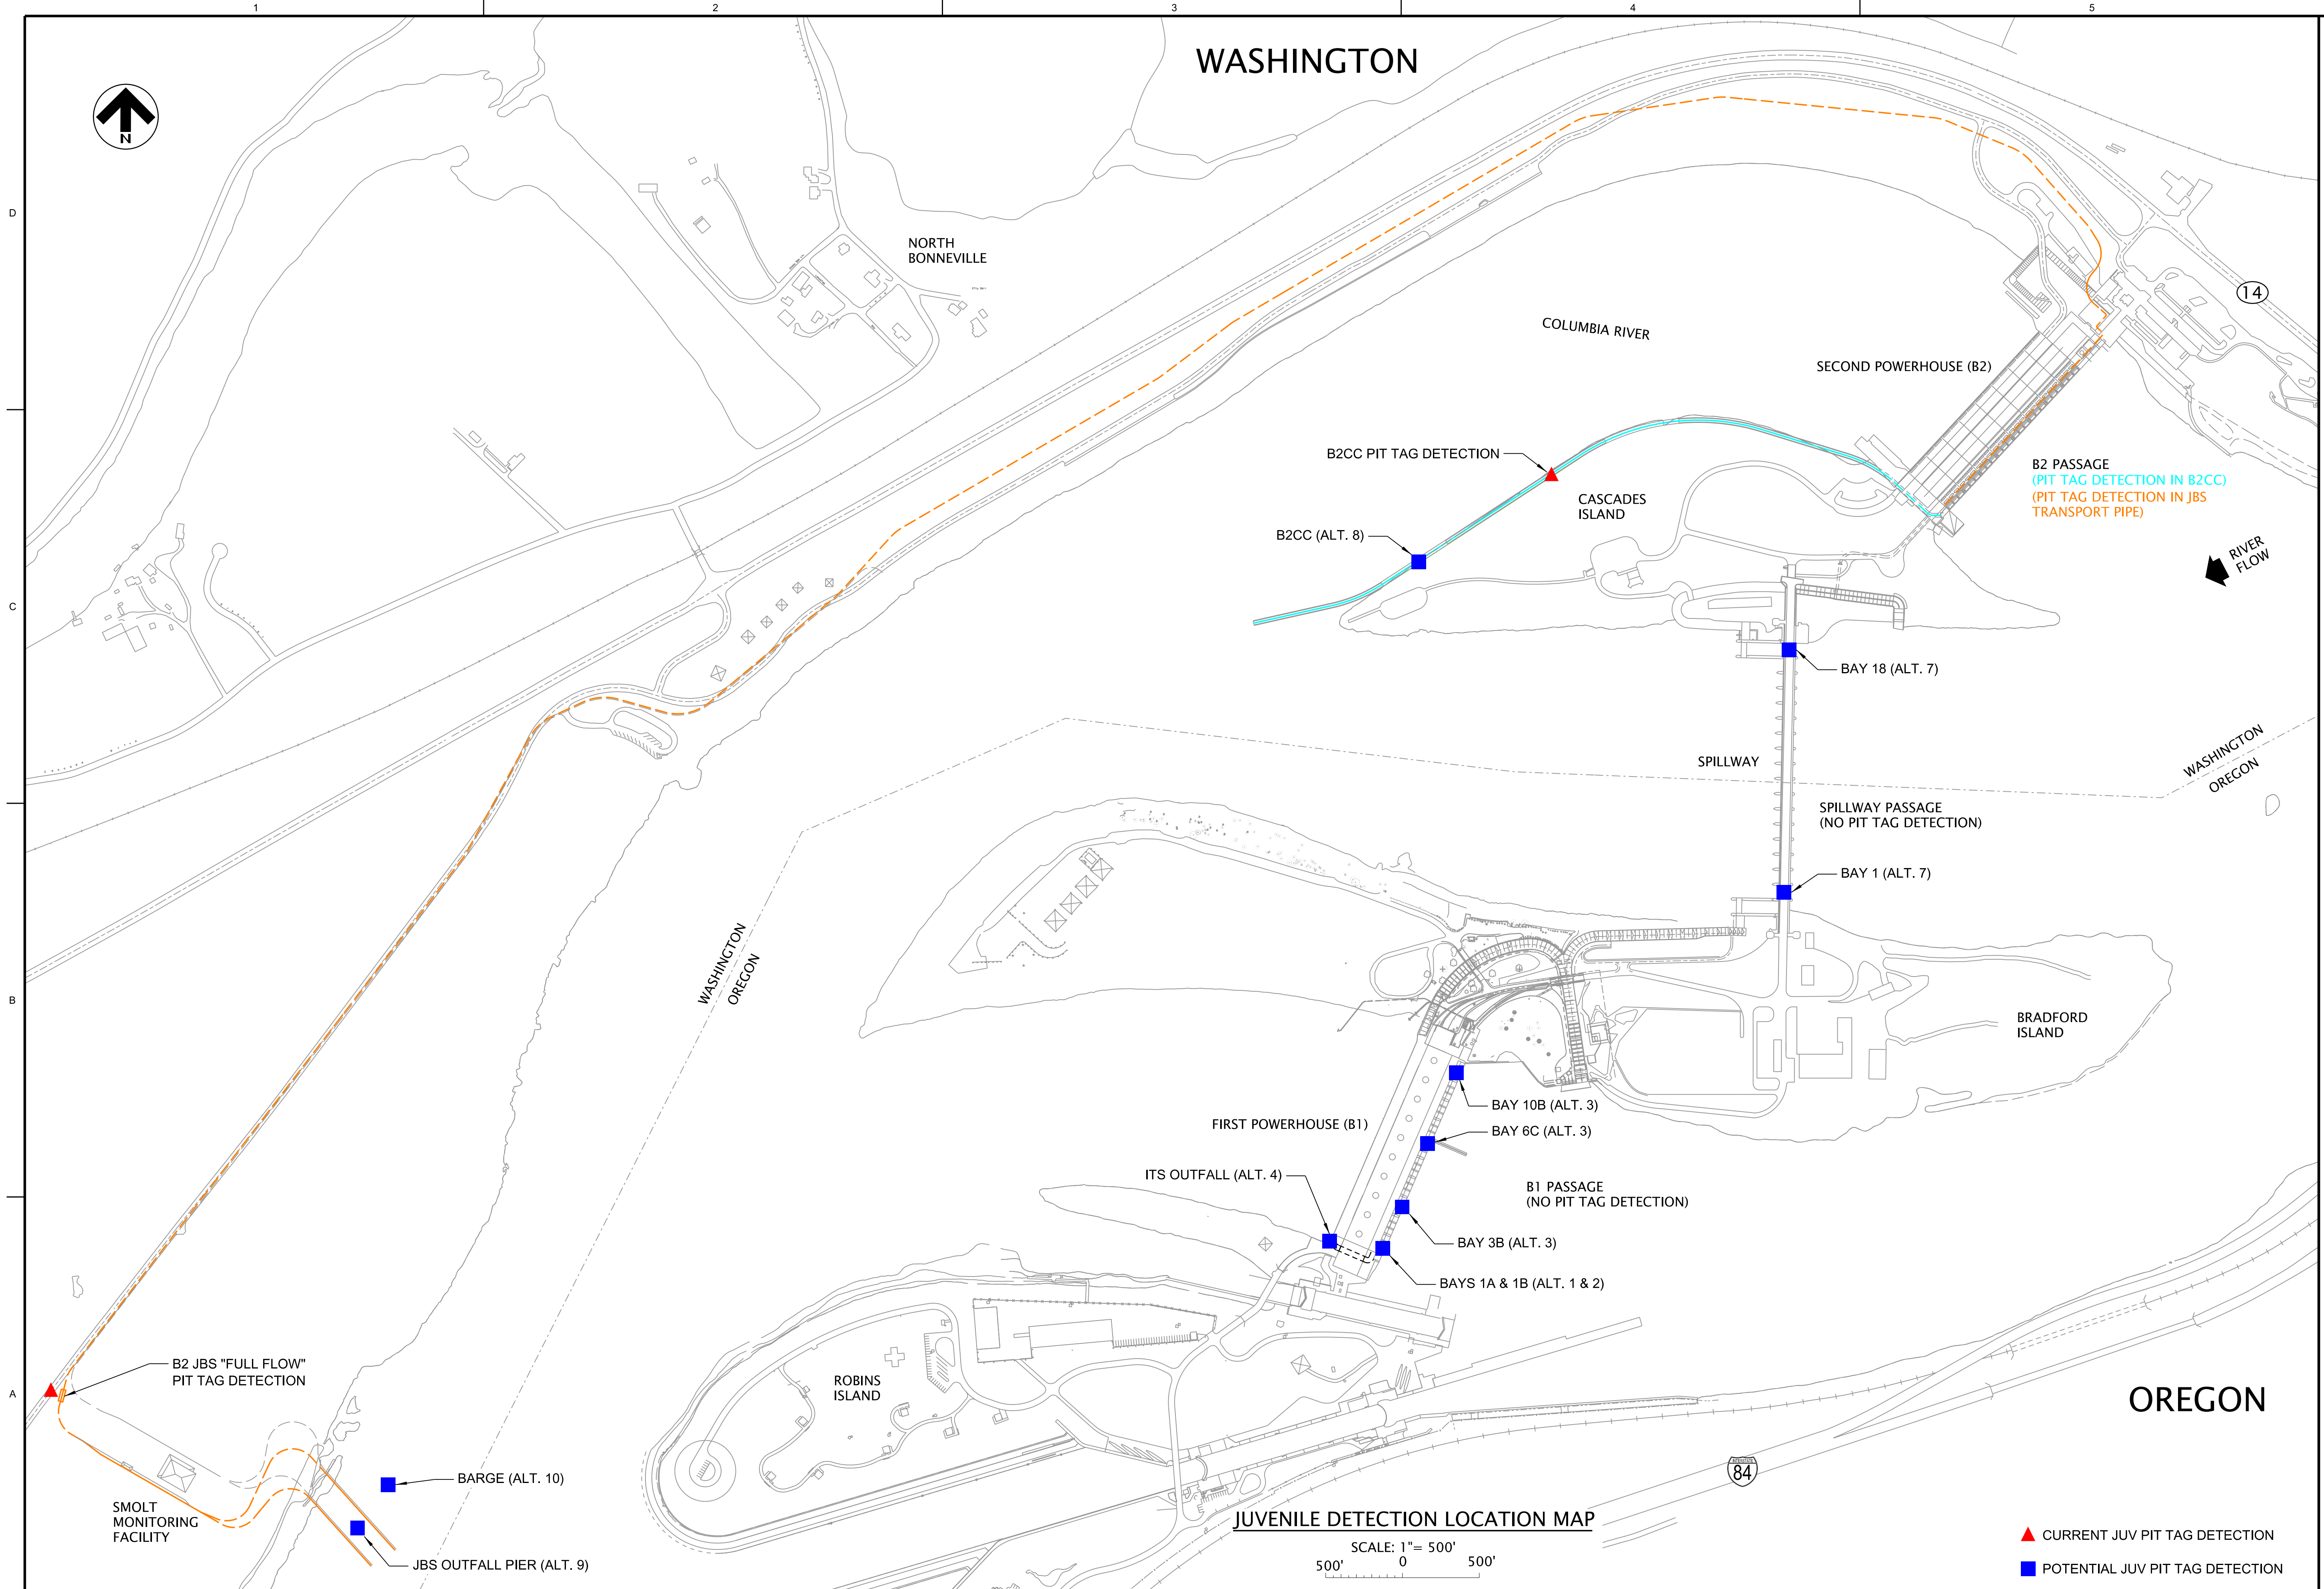 1
2
3
4
5
WASHINGTON
N
D
NORTH
BONNEVILLE
14
COLUMBIA RIVER
SECOND POWERHOUSE (B2)
B2CC PIT TAG DETECTION
B2 PASSAGE
(PIT TAG DETECTION IN B2CC)
(PIT TAG DETECTION IN JBS
TRANSPORT PIPE)
CASCADES
ISLAND
B2CC (ALT. 8)
RIVER
FLOW
C
BAY 18 (ALT. 7)
SPILLWAY
WASHINGTON
OREGON
SPILLWAY PASSAGE
(NO PIT TAG DETECTION)
BAY 1 (ALT. 7)
WASHINGTON
OREGON
B
BRADFORD
ISLAND
BAY 10B (ALT. 3)
FIRST POWERHOUSE (B1)
BAY 6C (ALT. 3)
ITS OUTFALL (ALT. 4)
B1 PASSAGE
(NO PIT TAG DETECTION)
BAY 3B (ALT. 3)
BAYS 1A & 1B (ALT. 1 & 2)
B2 JBS "FULL FLOW"
PIT TAG DETECTION
A
ROBINS
ISLAND
OREGON
84
BARGE (ALT. 10)
SMOLT
MONITORING
FACILITY
JBS OUTFALL PIER (ALT. 9)
JUVENILE DETECTION LOCATION MAP
SCALE: 1"= 500'
500' 0 500'
CURRENT JUV PIT TAG DETECTION
POTENTIAL JUV PIT TAG DETECTION